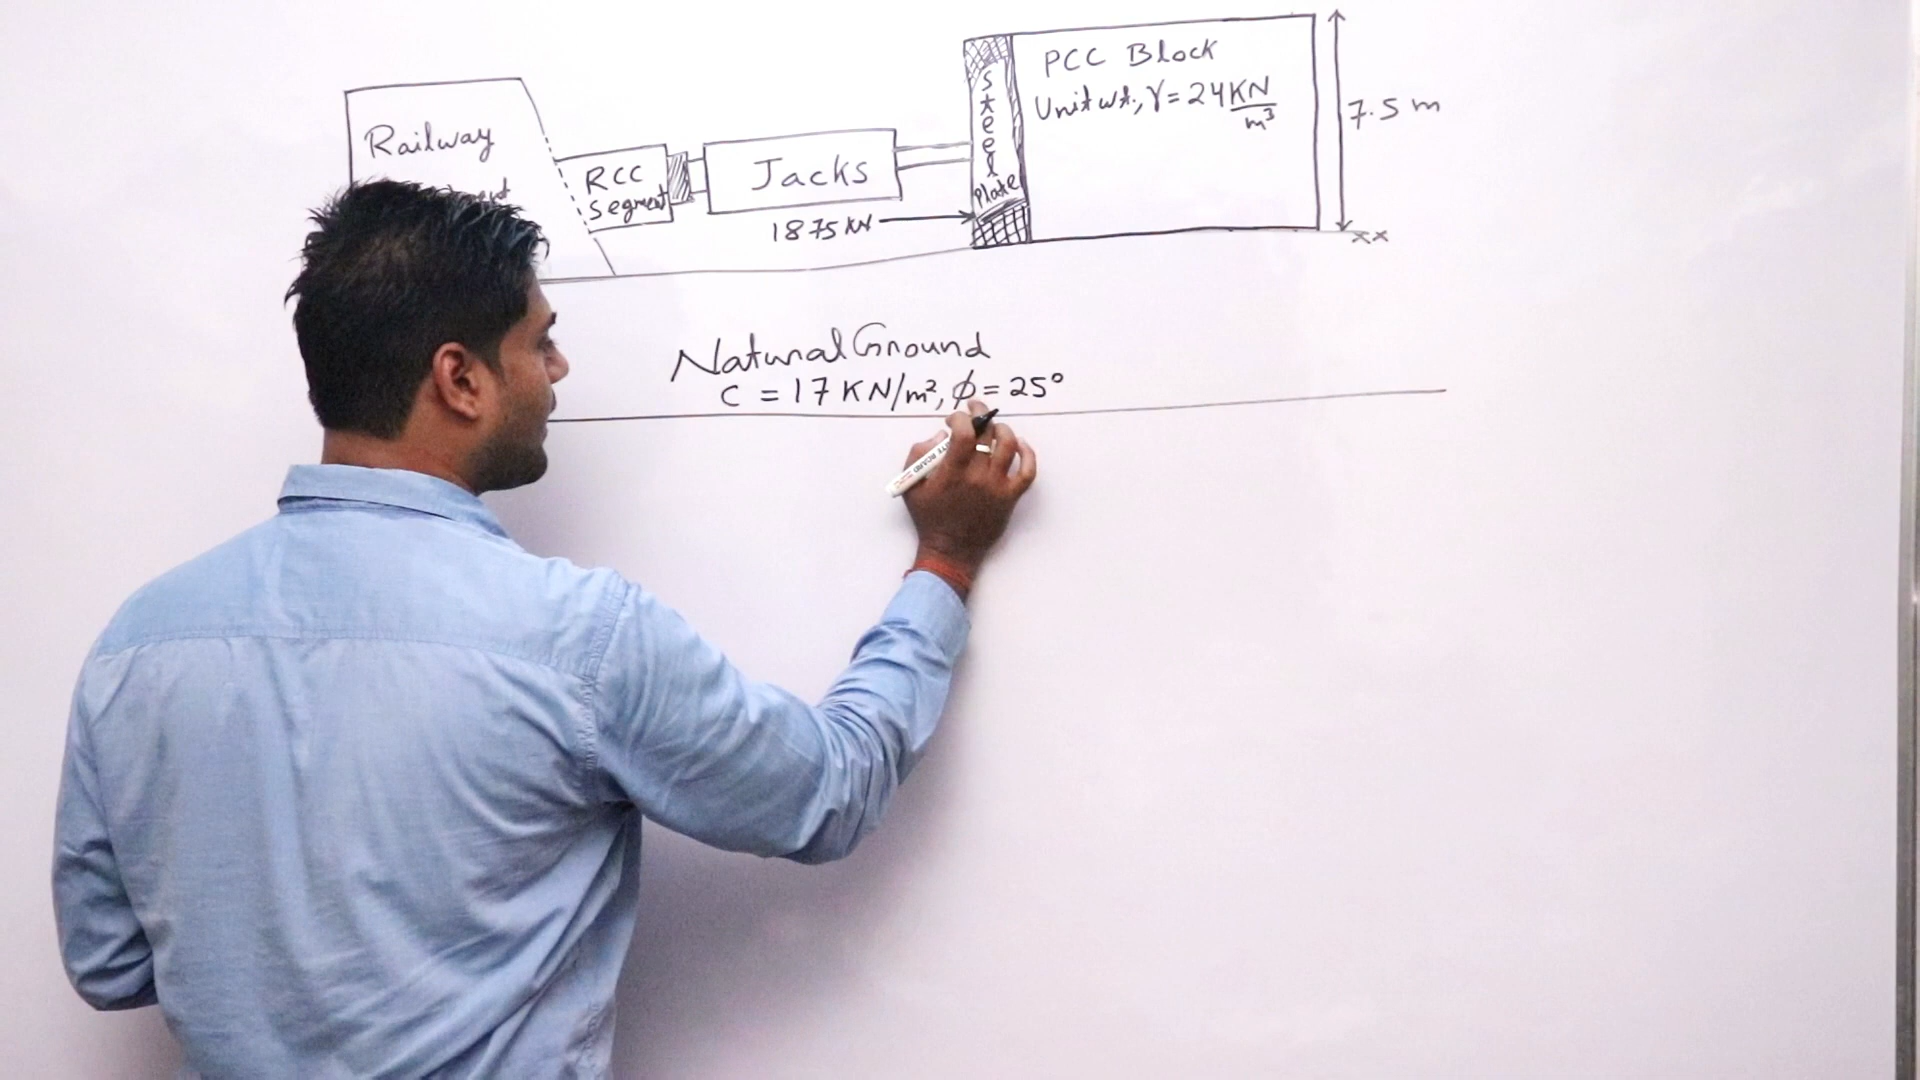 PCC Block
Unit wt., γ = 24 KN/m³
7.5 m
Steel
Plate
Railway
RCC
Segment
Jacks
1875 KN
xx
Natural Ground
C = 17 KN/m², ϕ = 25°